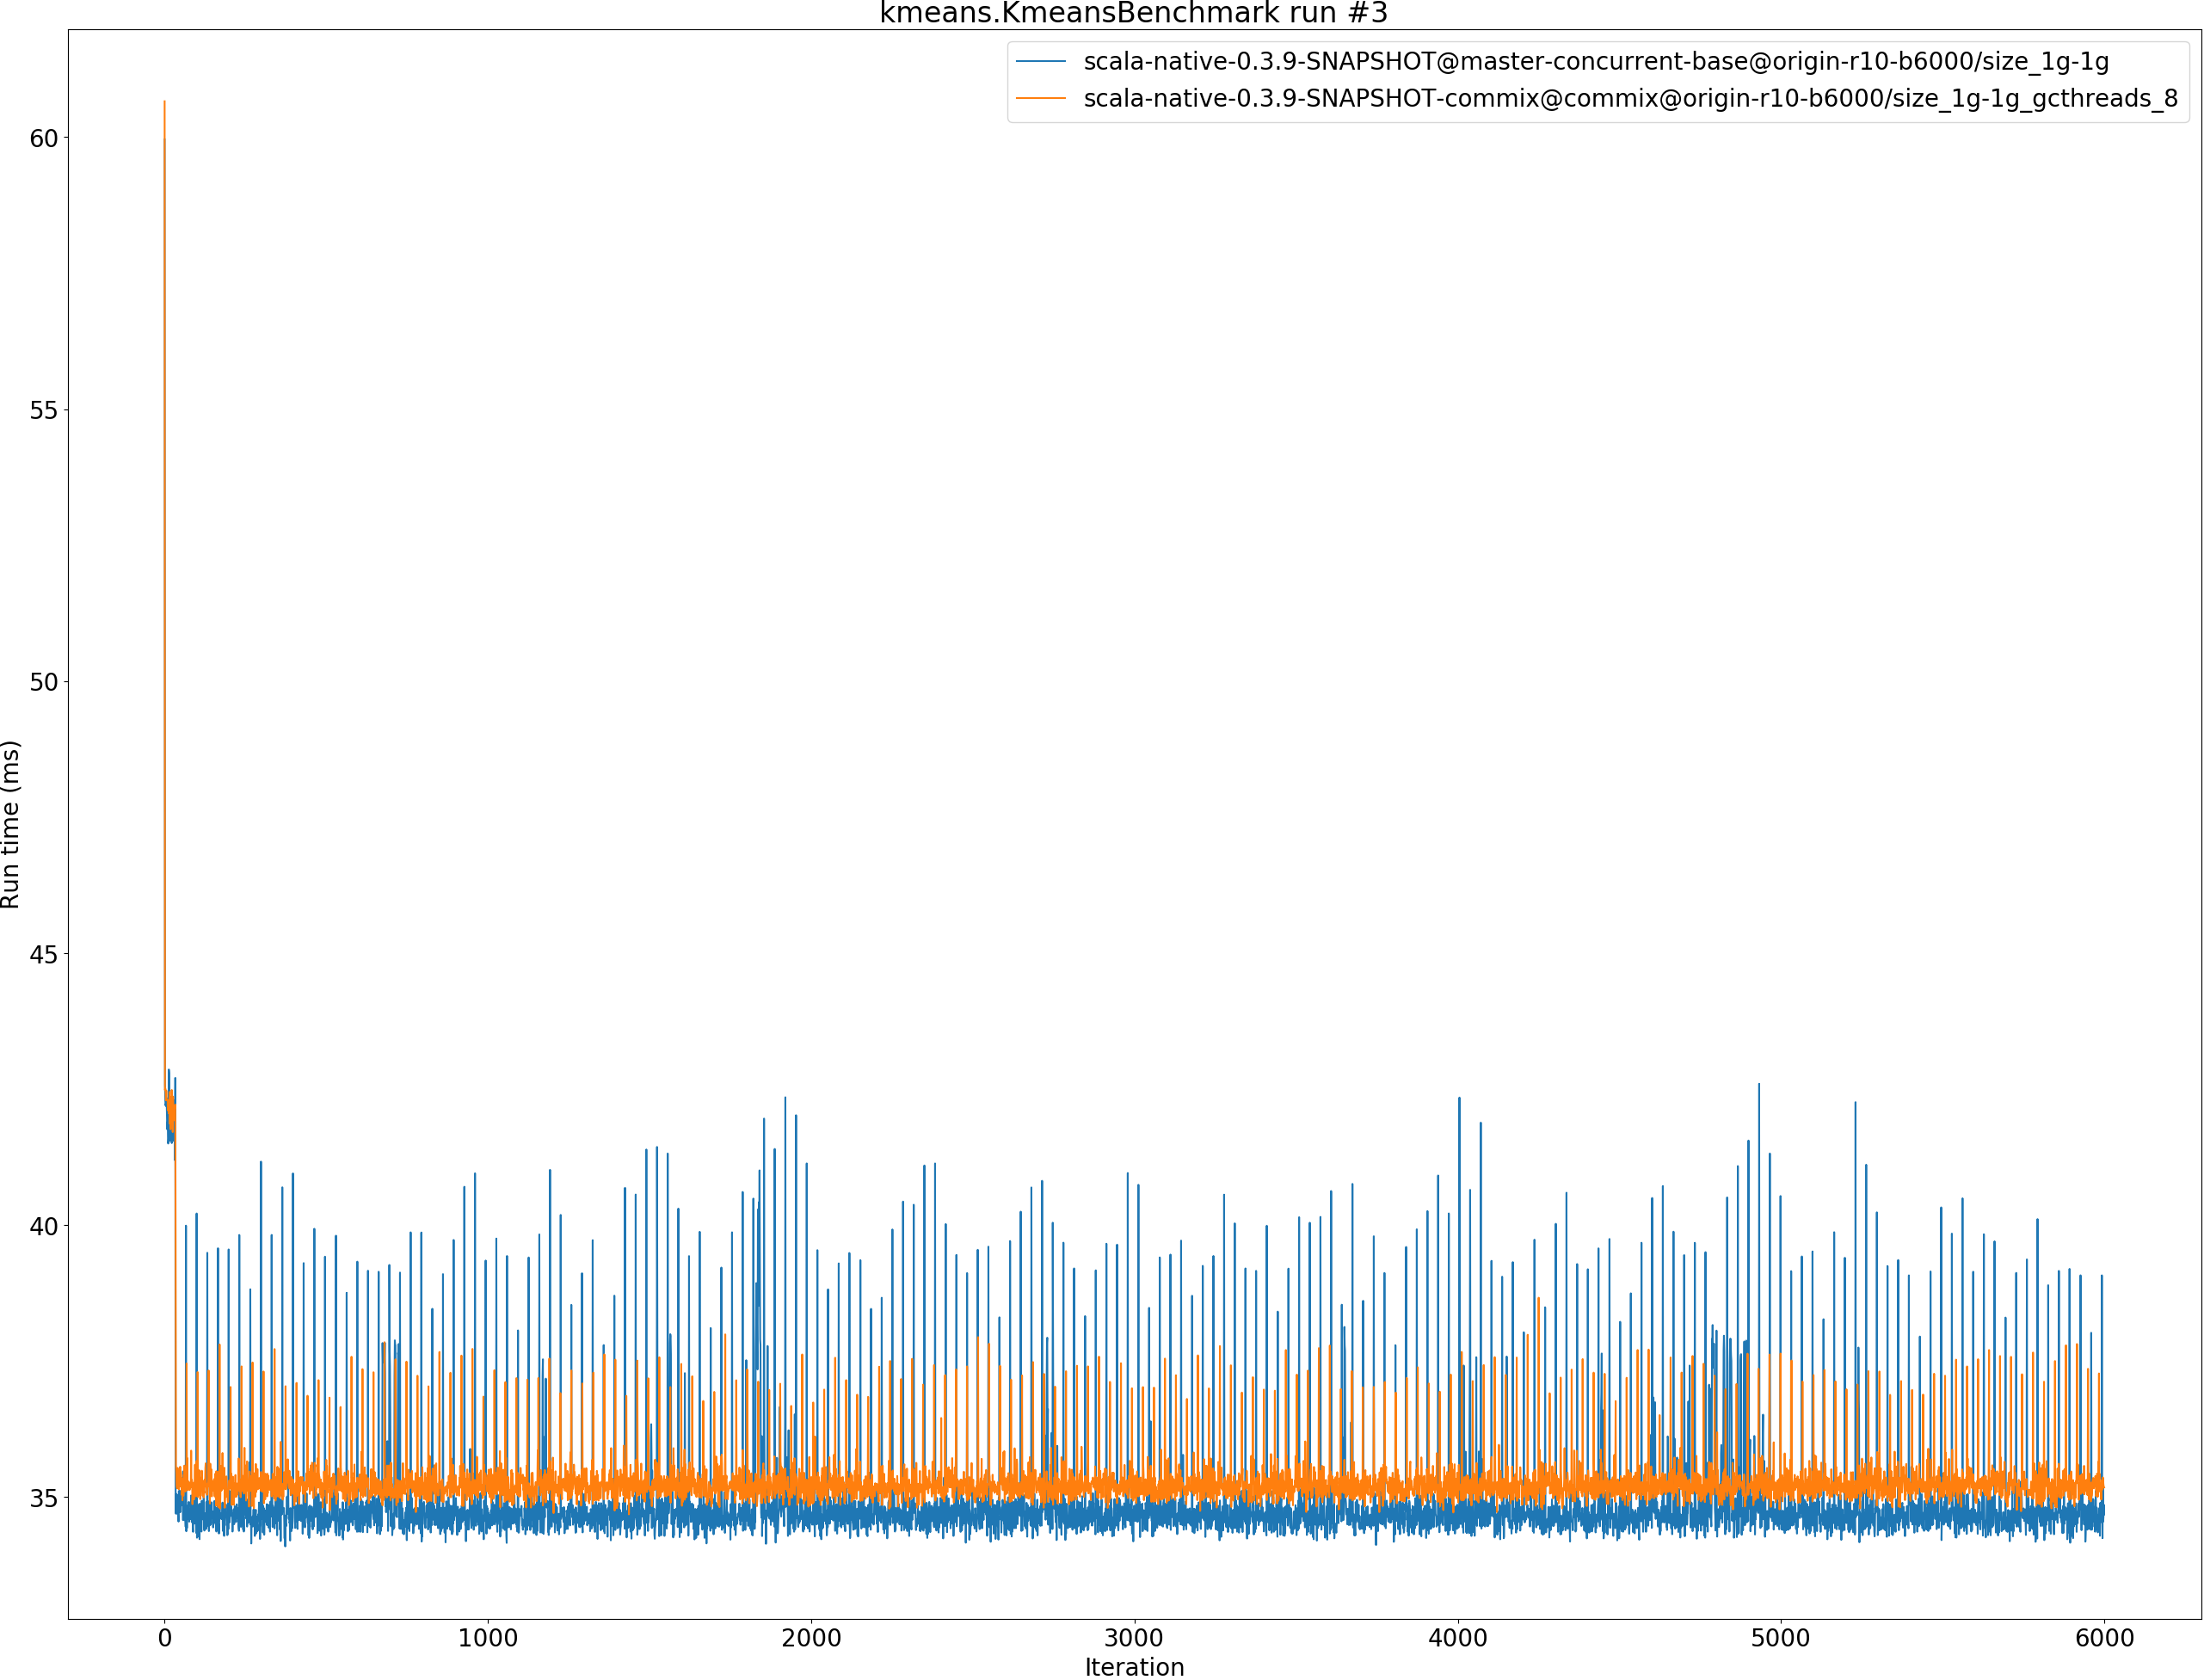 kmeans.KmeansBenchmark run #3
scala-native-0.3.9-SNAPSHOT@master-concurrent-base@origin-r10-b6000/size_1g-1g
scala-native-0.3.9-SNAPSHOT-commix@commix@origin-r10-b6000/size_1g-1g_gcthreads_8
60
55
50
45
40
35
Run time (ms)
0 1000 2000 3000 4000 5000 6000
Iteration